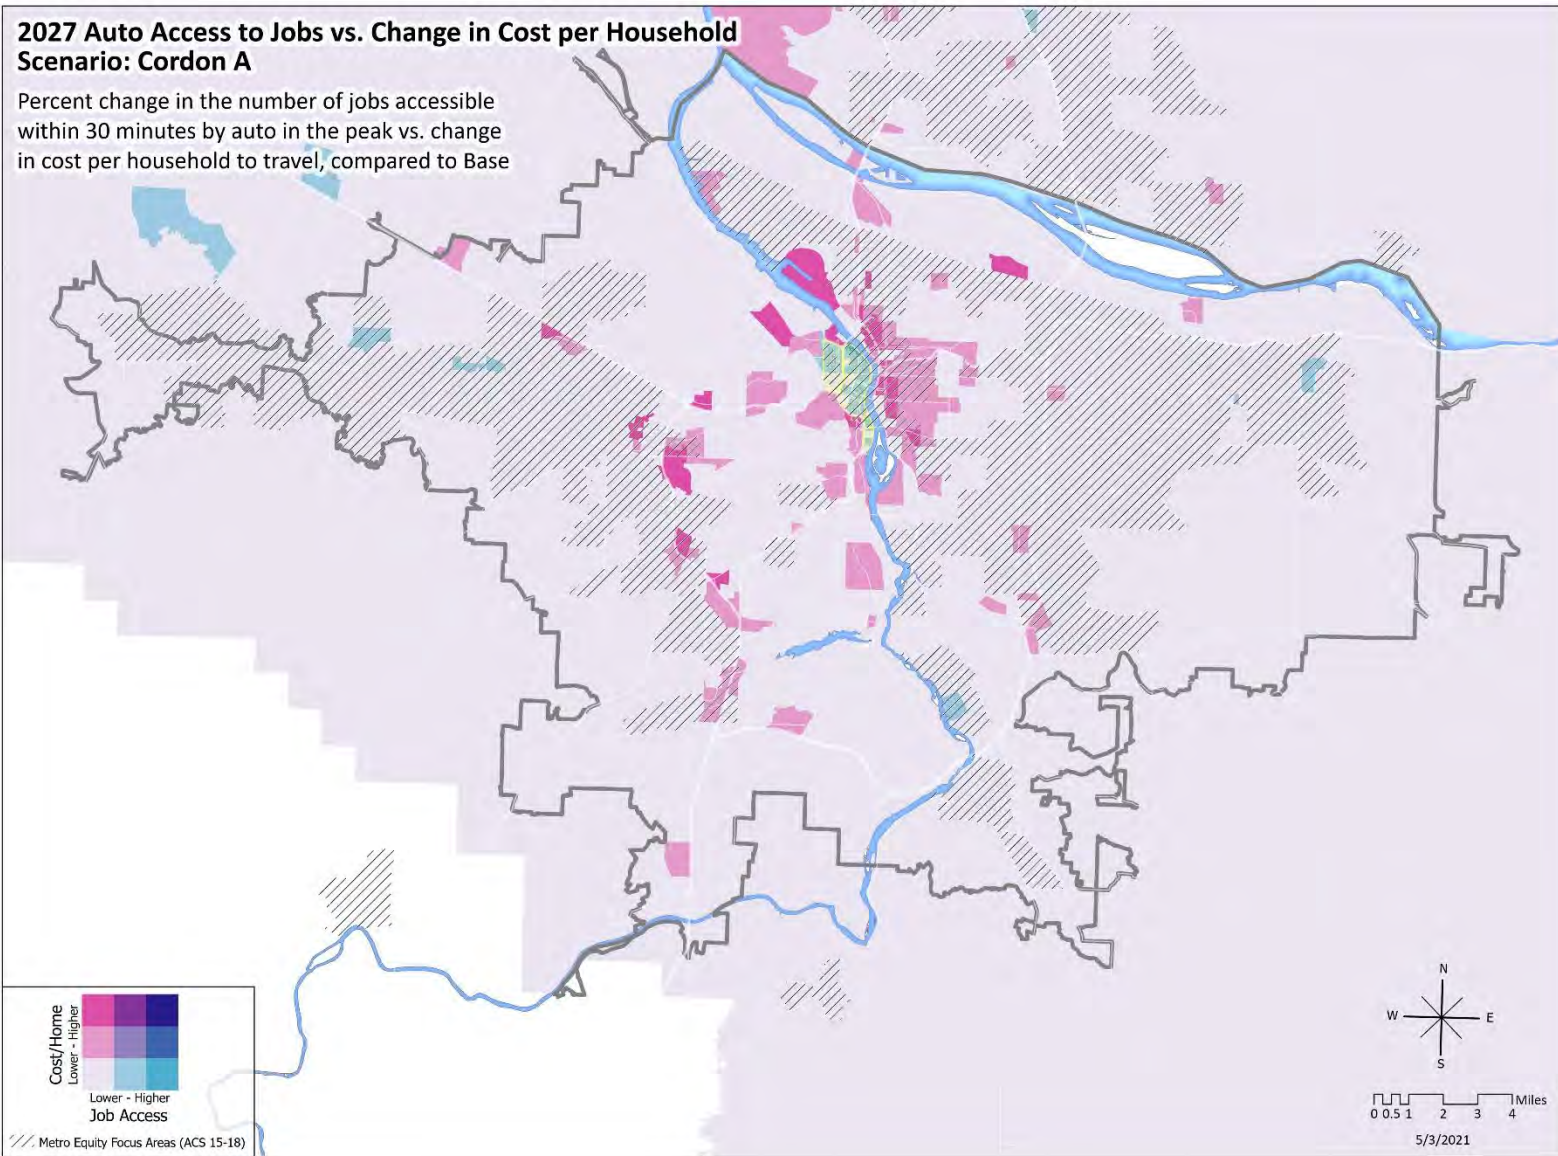 2027 Auto Access to Jobs vs. Change in Cost per Household
Scenario: Cordon A
Percent change in the number of jobs accessible
within 30 minutes by auto in the peak vs. change
in cost per household to travel, compared to Base
Cost/Home
Lower - Higher
Lower - Higher
Job Access
Metro Equity Focus Areas (ACS 15-18)
N
W E
S
Miles
0 0.5 1 2 3 4
5/3/2021